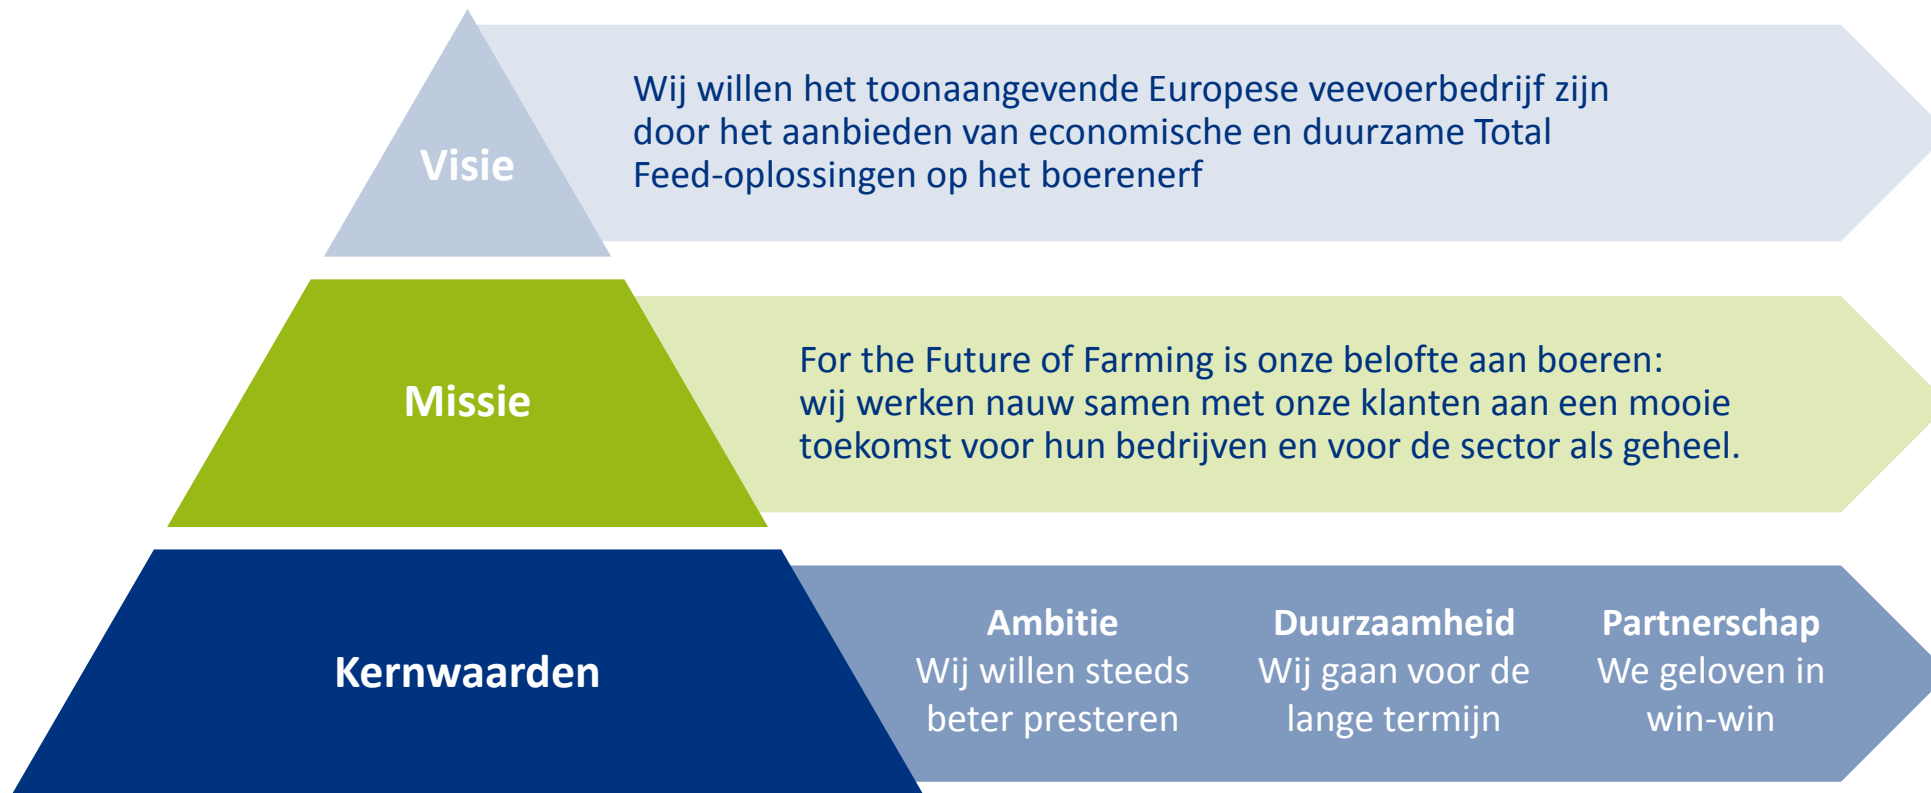 Visie
Wij willen het toonaangevende Europese veevoerbedrijf zijn
door het aanbieden van economische en duurzame Total
Feed-oplossingen op het boerenerf
Missie
For the Future of Farming is onze belofte aan boeren:
wij werken nauw samen met onze klanten aan een mooie
toekomst voor hun bedrijven en voor de sector als geheel.
Kernwaarden
Ambitie
Wij willen steeds
beter presteren
Duurzaamheid
Wij gaan voor de
lange termijn
Partnerschap
We geloven in
win-win